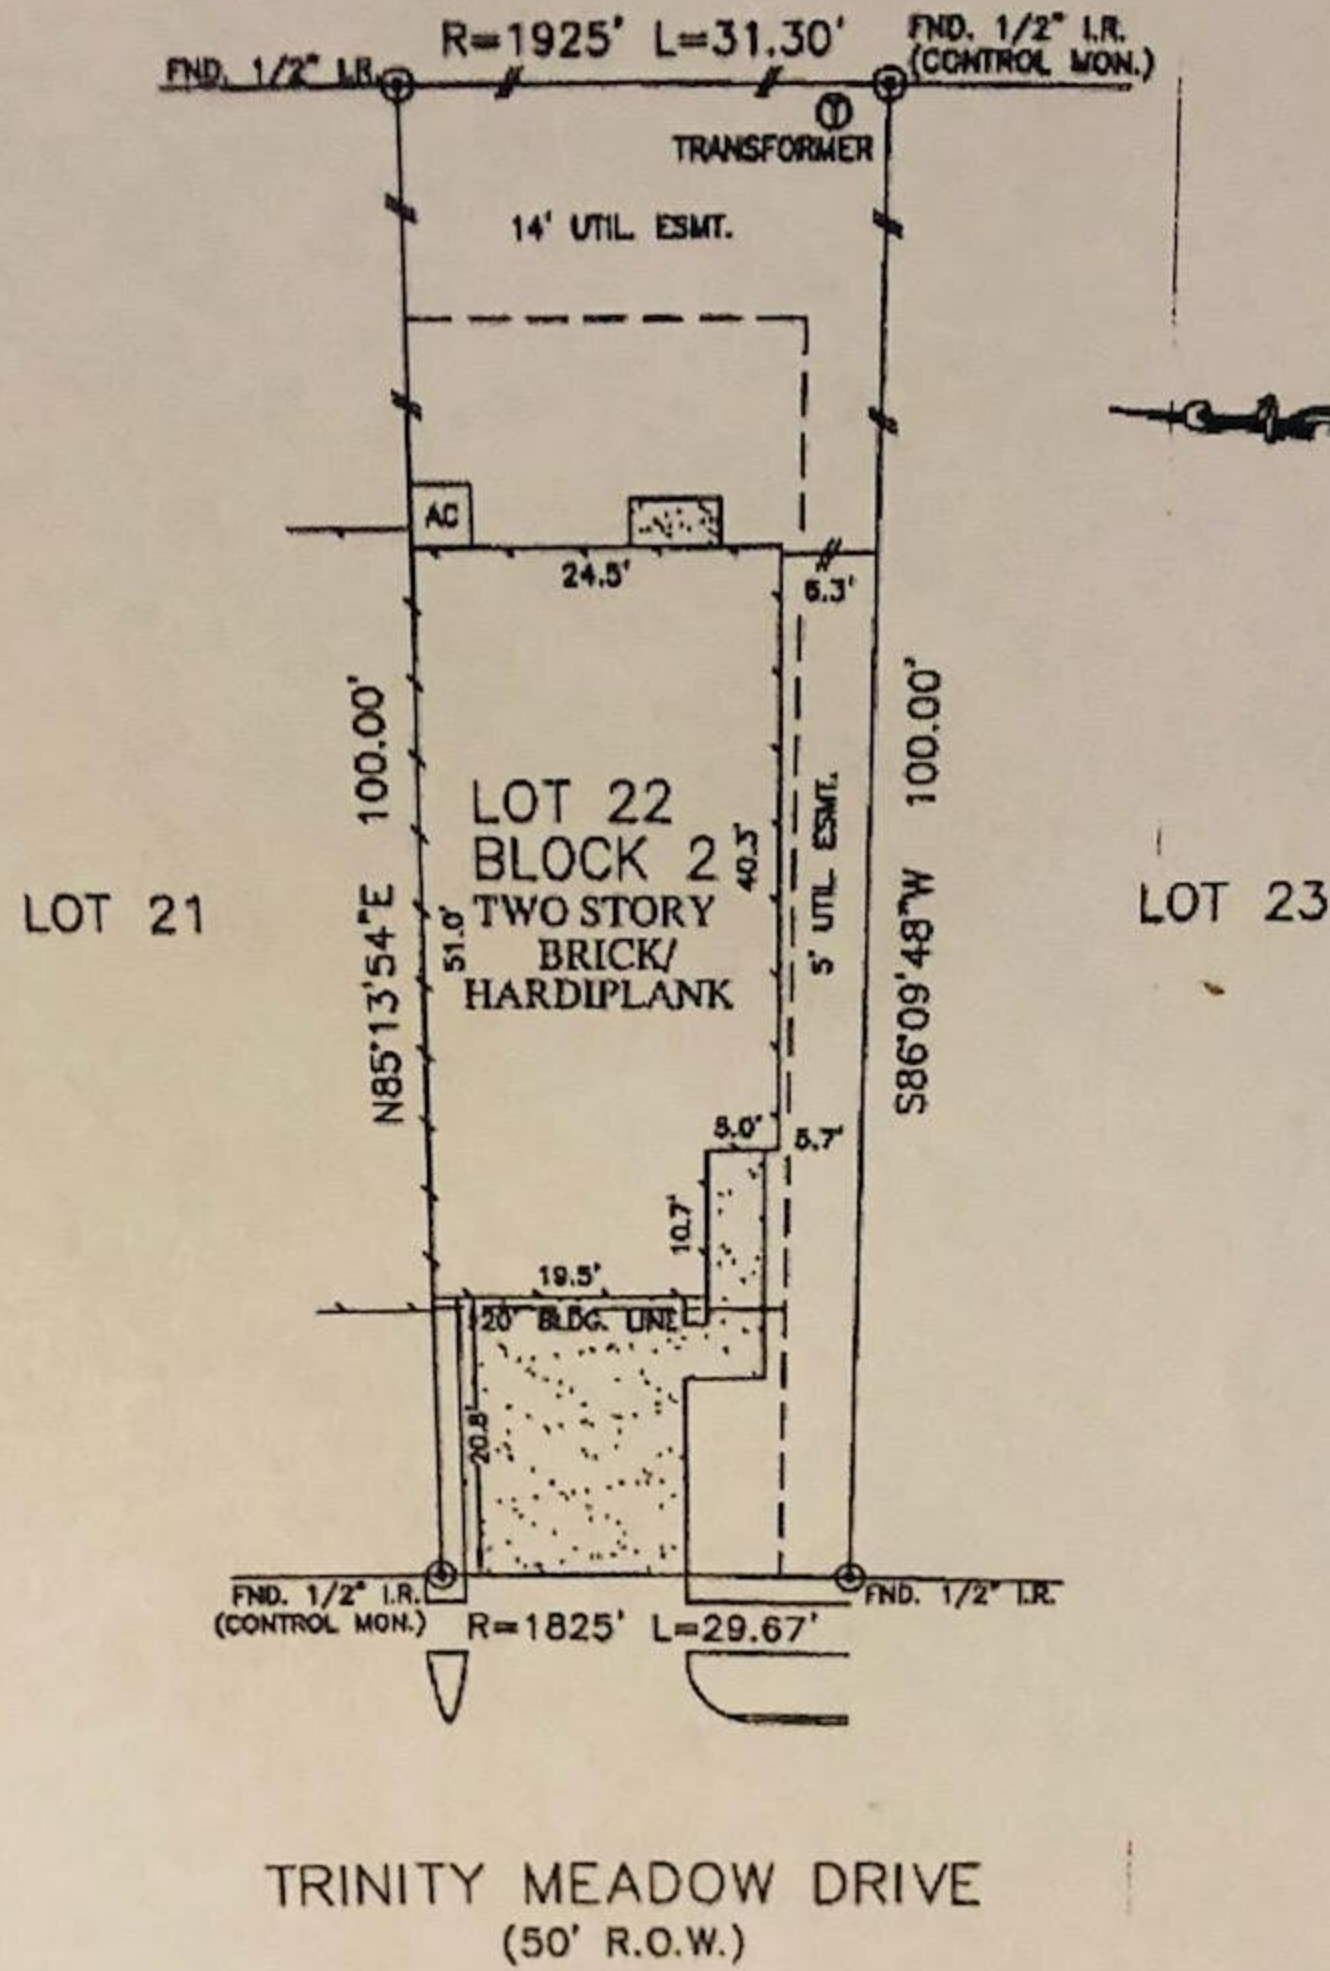 R=1925' L=31.30'
FND. 1/2" I.R.
FND. 1/2" I.R.
(CONTROL MON.)
T
TRANSFORMER
14' UTIL. ESMT.
AC
24.5'
6.3'
N85°13'54"E 100.00'
S86°09'48"W 100.00'
LOT 22
BLOCK 2
TWO STORY
BRICK/
HARDIPLANK
51.0'
40.3'
5' UTIL. ESMT.
LOT 21
LOT 23
5.0'
5.7'
10.7'
19.5'
20' BLDG. LINE
20.8'
FND. 1/2" I.R.
(CONTROL MON.)
R=1825' L=29.67'
FND. 1/2" I.R.
TRINITY MEADOW DRIVE
(50' R.O.W.)